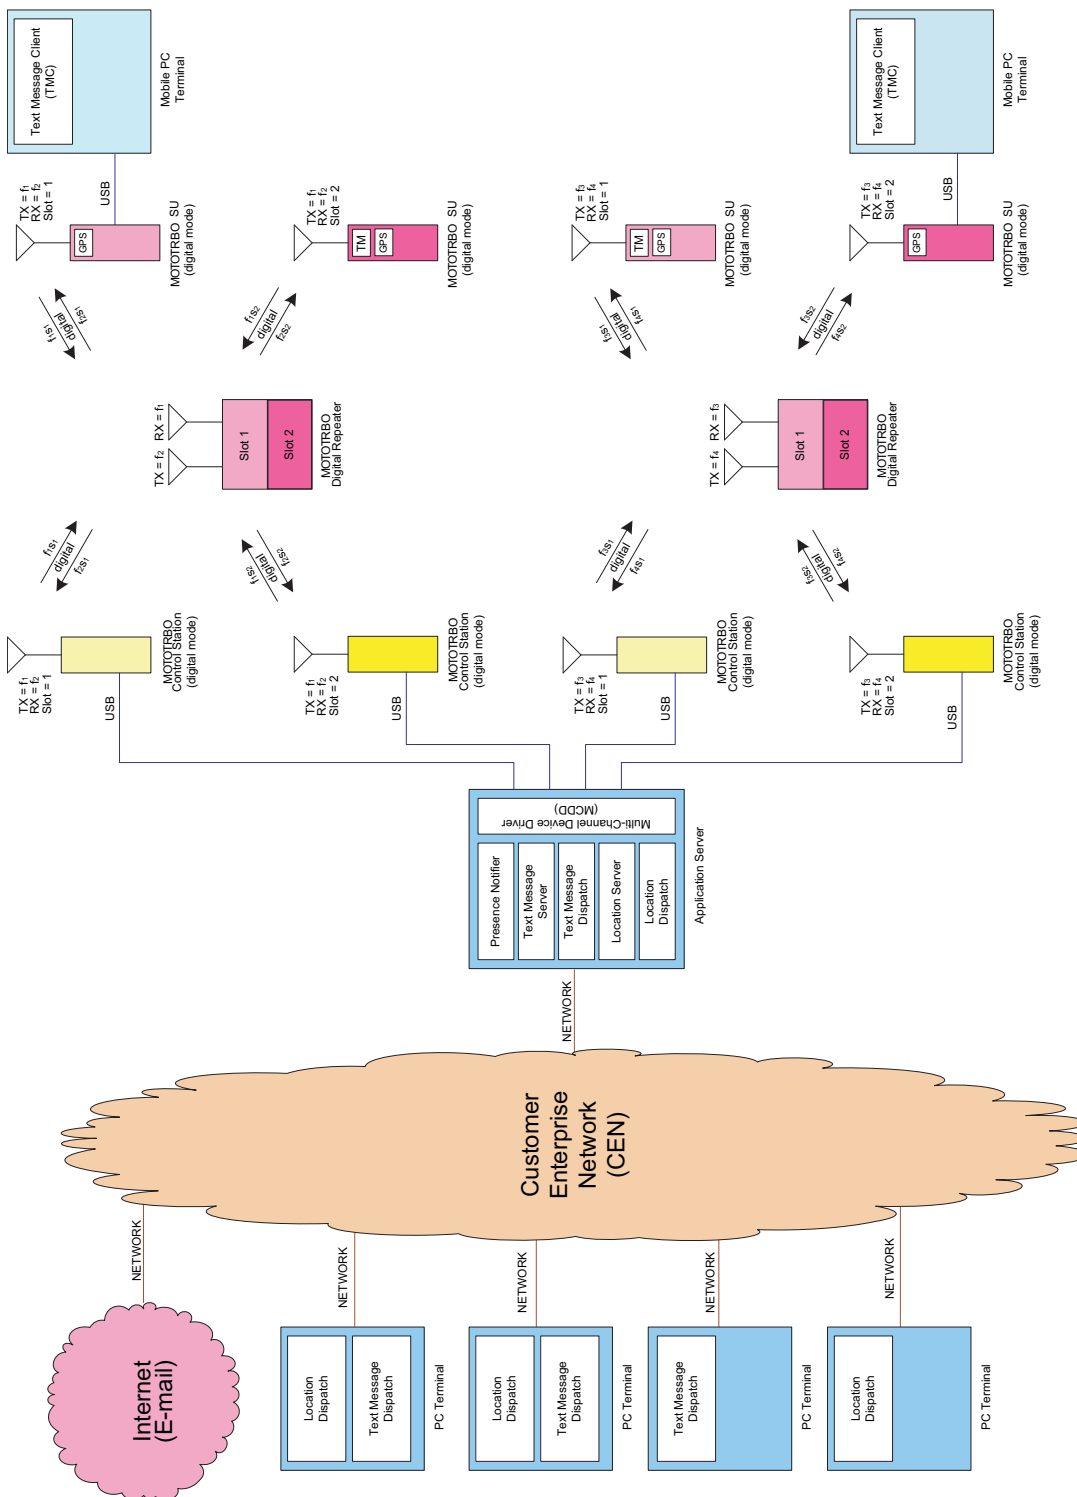 Internet
(E-mail)
NETWORK
Location
Dispatch
Text Message
Dispatch
PC Terminal
NETWORK
Location
Dispatch
Text Message
Dispatch
PC Terminal
NETWORK
Text Message
Dispatch
PC Terminal
NETWORK
Location
Dispatch
PC Terminal
NETWORK
Customer
Enterprise
Network
(CEN)
NETWORK
Presence Notifier
Text Message
Server
Text Message
Dispatch
Location Server
Location
Dispatch
Multi-Channel Device Driver
(MCDD)
Application Server
USB
TX = f1
RX = f2
Slot = 1
MOTOTRBO
Control Station
(digital mode)
USB
TX = f1
RX = f2
Slot = 2
MOTOTRBO
Control Station
(digital mode)
USB
TX = f3
RX = f4
Slot = 1
MOTOTRBO
Control Station
(digital mode)
USB
TX = f3
RX = f4
Slot = 2
MOTOTRBO
Control Station
(digital mode)
f1s1
digital
f2s1
f2s2
digital
f1s2
f3s1
digital
f4s1
f4s2
digital
f3s2
TX = f2
RX = f1
Slot 1
Slot 2
MOTOTRBO
Digital Repeater
TX = f4
RX = f3
Slot 1
Slot 2
MOTOTRBO
Digital Repeater
f1s1
digital
f2s1
f1s2
digital
f2s2
f3s1
digital
f4s1
f3s2
digital
f4s2
TX = f1
RX = f2
Slot = 1
GPS
MOTOTRBO SU
(digital mode)
USB
Text Message Client
(TMC)
Mobile PC
Terminal
TX = f1
RX = f2
Slot = 2
TM
GPS
MOTOTRBO SU
(digital mode)
TX = f3
RX = f4
Slot = 1
TM
GPS
MOTOTRBO SU
(digital mode)
TX = f3
RX = f4
Slot = 2
GPS
MOTOTRBO SU
(digital mode)
USB
Text Message Client
(TMC)
Mobile PC
Terminal